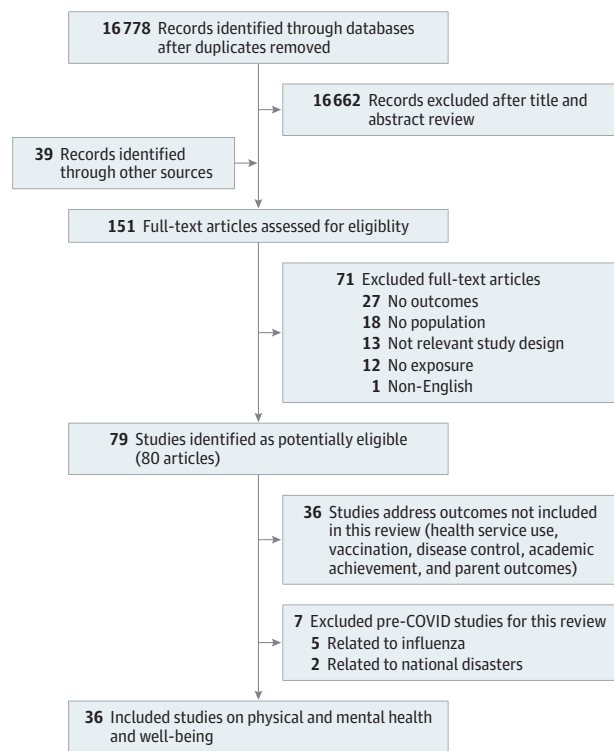 16 778 Records identified through databases
after duplicates removed
16 662 Records excluded after title and
abstract review
39 Records identified
through other sources
151 Full-text articles assessed for eligiblity
71 Excluded full-text articles
27 No outcomes
18 No population
13 Not relevant study design
12 No exposure
1 Non-English
79 Studies identified as potentially eligible
(80 articles)
36 Studies address outcomes not included
in this review (health service use,
vaccination, disease control, academic
achievement, and parent outcomes)
7 Excluded pre-COVID studies for this review
5 Related to influenza
2 Related to national disasters
36 Included studies on physical and mental health
and well-being